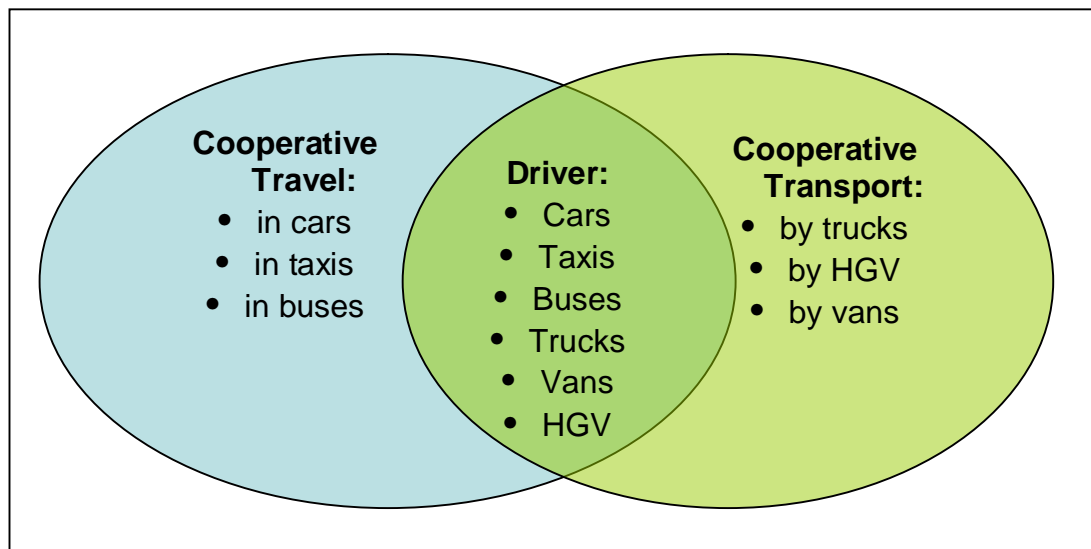 Cooperative
Travel:
• in cars
• in taxis
• in buses
Driver:
• Cars
• Taxis
• Buses
• Trucks
• Vans
• HGV
Cooperative
Transport:
• by trucks
• by HGV
• by vans